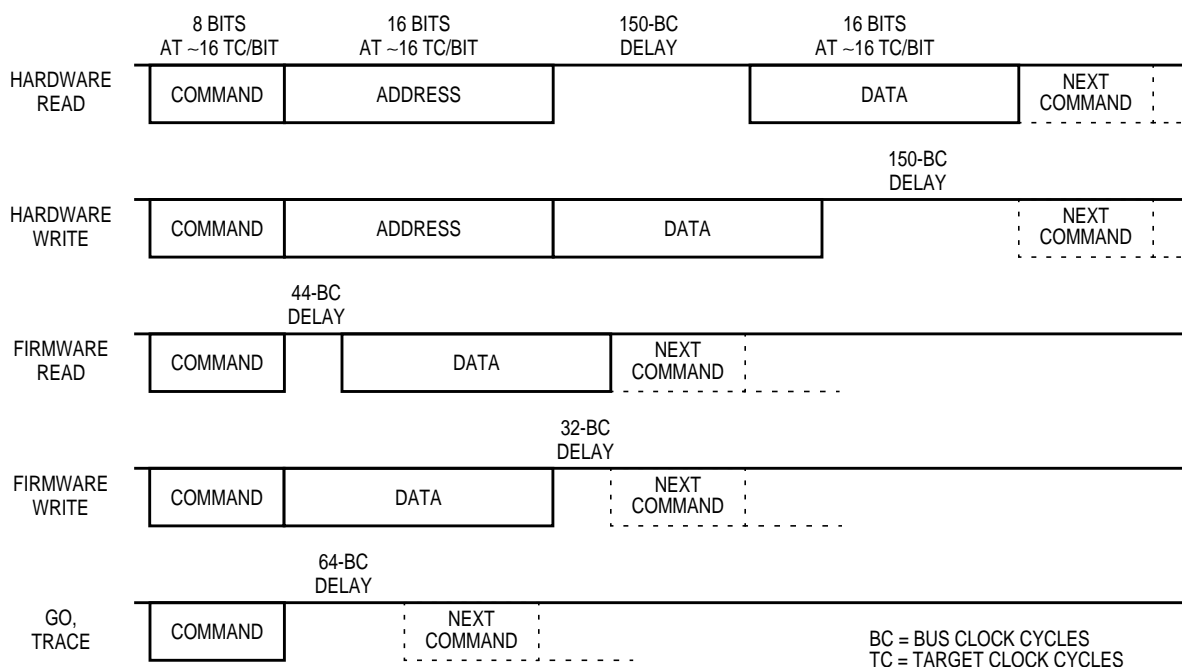 8 BITS
AT ~16 TC/BIT
16 BITS
AT ~16 TC/BIT
150-BC
DELAY
16 BITS
AT ~16 TC/BIT
HARDWARE
READ
COMMAND
ADDRESS
DATA
NEXT
COMMAND
150-BC
DELAY
HARDWARE
WRITE
COMMAND
ADDRESS
DATA
NEXT
COMMAND
44-BC
DELAY
FIRMWARE
READ
COMMAND
DATA
NEXT
COMMAND
32-BC
DELAY
FIRMWARE
WRITE
COMMAND
DATA
NEXT
COMMAND
64-BC
DELAY
GO,
TRACE
COMMAND
NEXT
COMMAND
BC = BUS CLOCK CYCLES
TC = TARGET CLOCK CYCLES